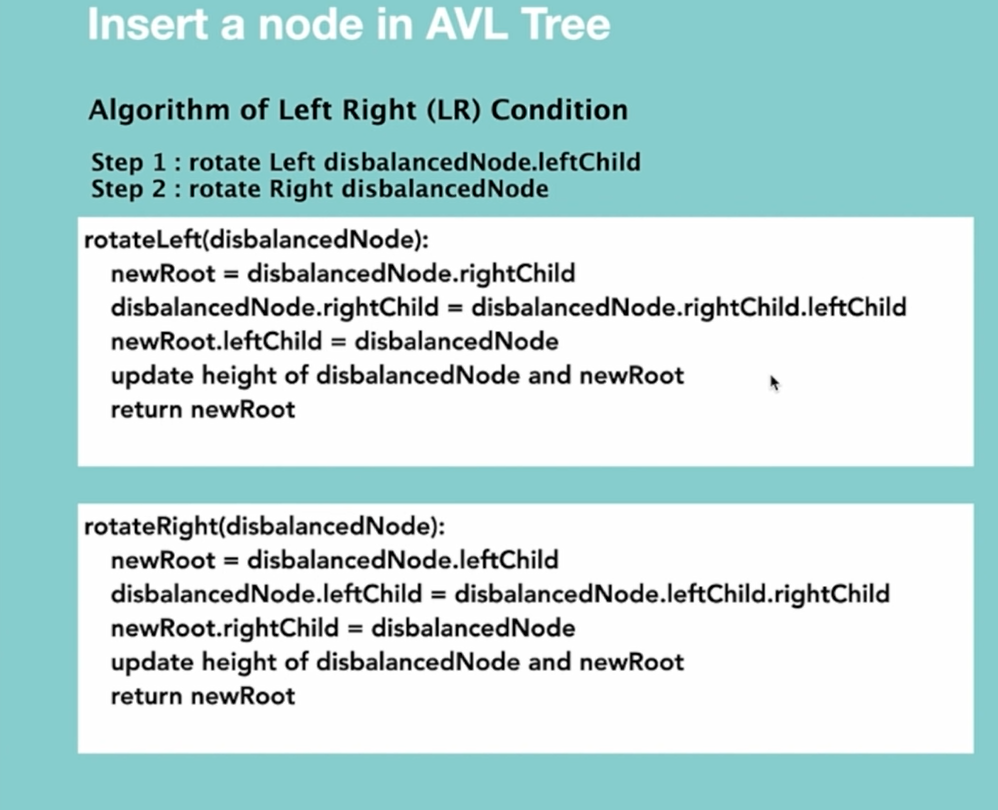 Insert a node in AVL Tree
Algorithm of Left Right (LR) Condition
Step 1 : rotate Left disbalancedNode.leftChild
Step 2 : rotate Right disbalancedNode
rotateLeft(disbalancedNode):
newRoot = disbalancedNode.rightChild
disbalancedNode.rightChild = disbalancedNode.rightChild.leftChild
newRoot.leftChild = disbalancedNode
update height of disbalancedNode and newRoot
return newRoot
rotateRight(disbalancedNode):
newRoot = disbalancedNode.leftChild
disbalancedNode.leftChild = disbalancedNode.leftChild.rightChild
newRoot.rightChild = disbalancedNode
update height of disbalancedNode and newRoot
return newRoot